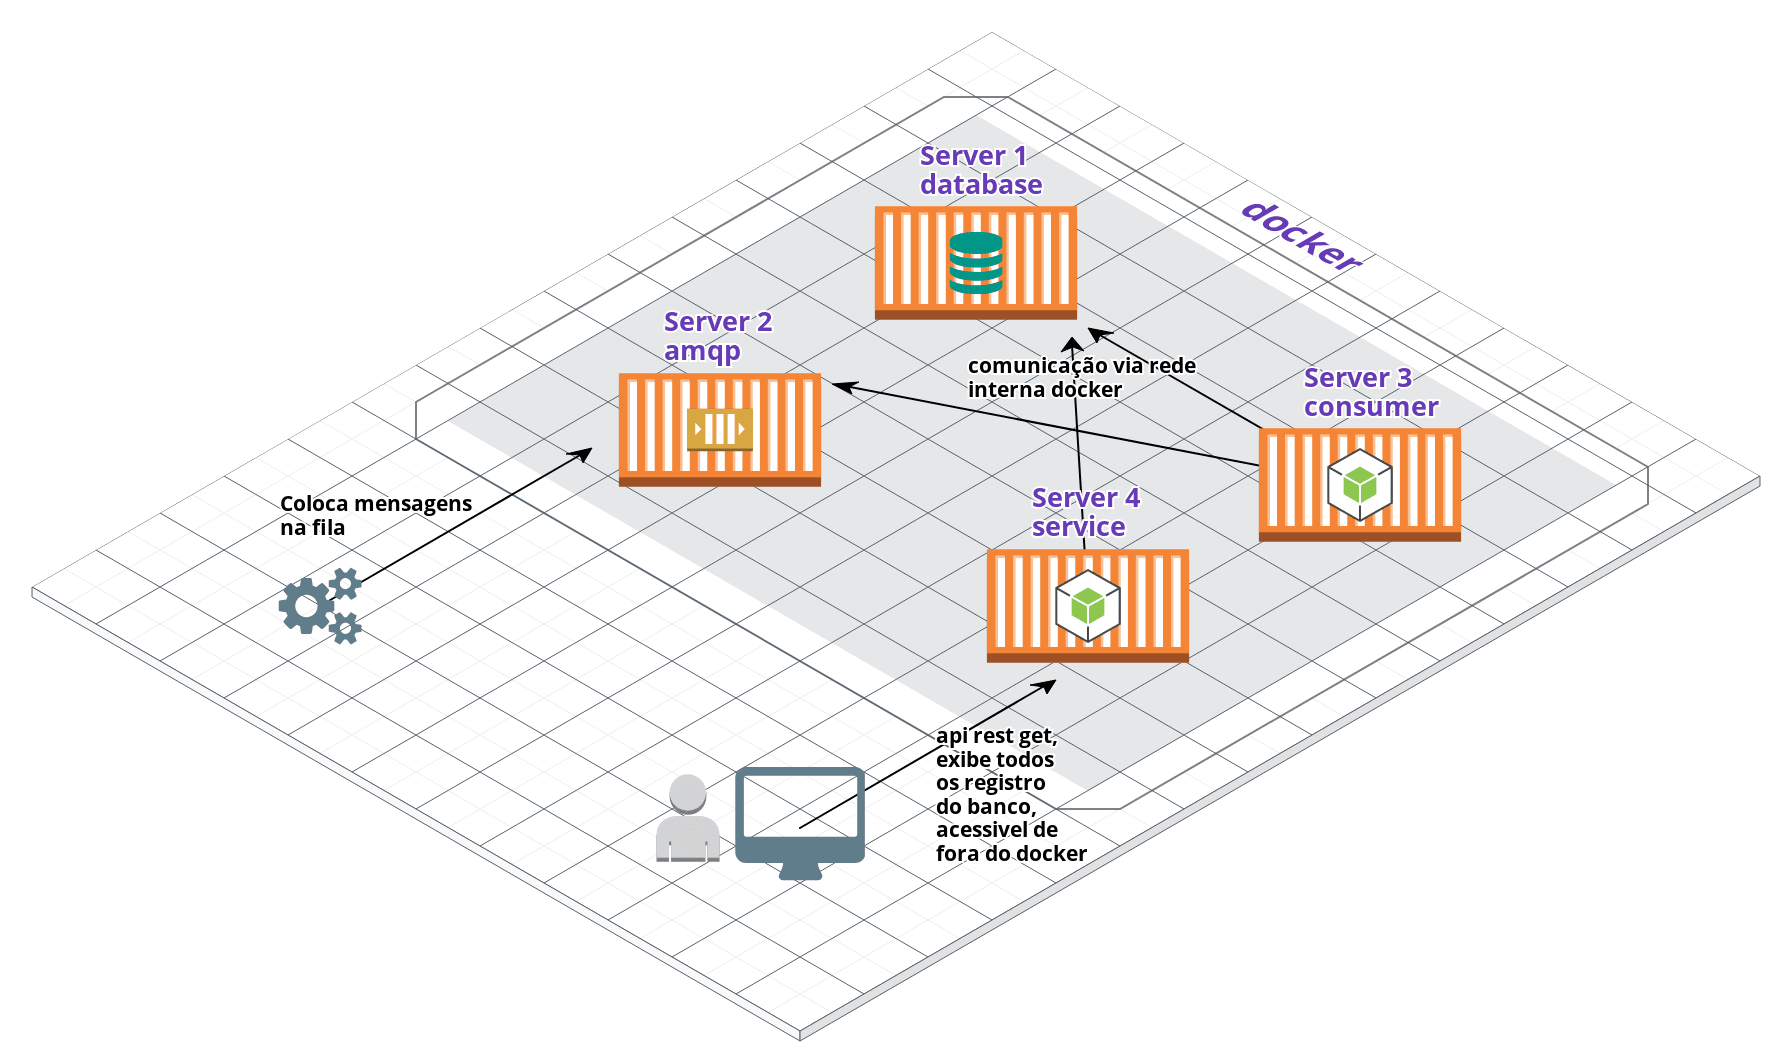 Server 1
database
docker
Server 2
amqp
comunicação via rede
interna docker
Server 3
consumer
Coloca mensagens
na fila
Server 4
service
api rest get,
exibe todos
os registro
do banco,
acessivel de
fora do docker